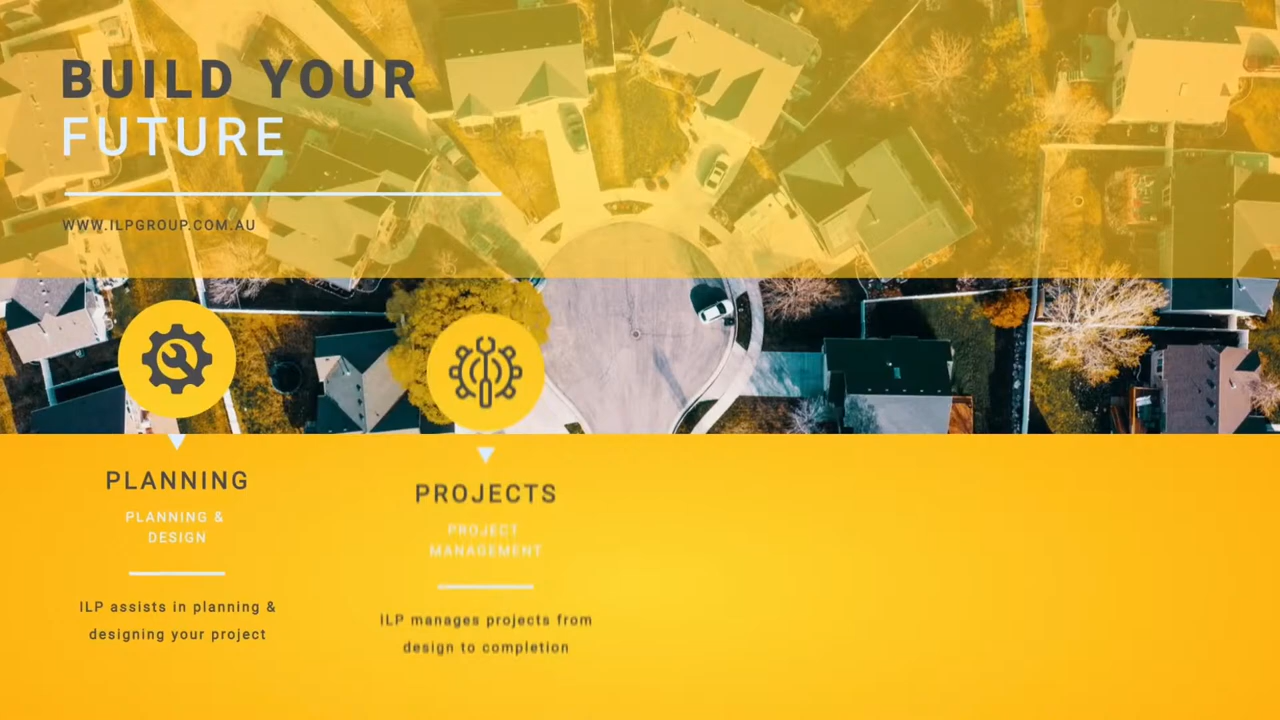 BUILD YOUR
FUTURE
WWW.ILPGROUP.COM.AU
PLANNING
PLANNING &
DESIGN
ILP assists in planning &
designing your project
PROJECTS
PROJECT
MANAGEMENT
ILP manages projects from
design to completion